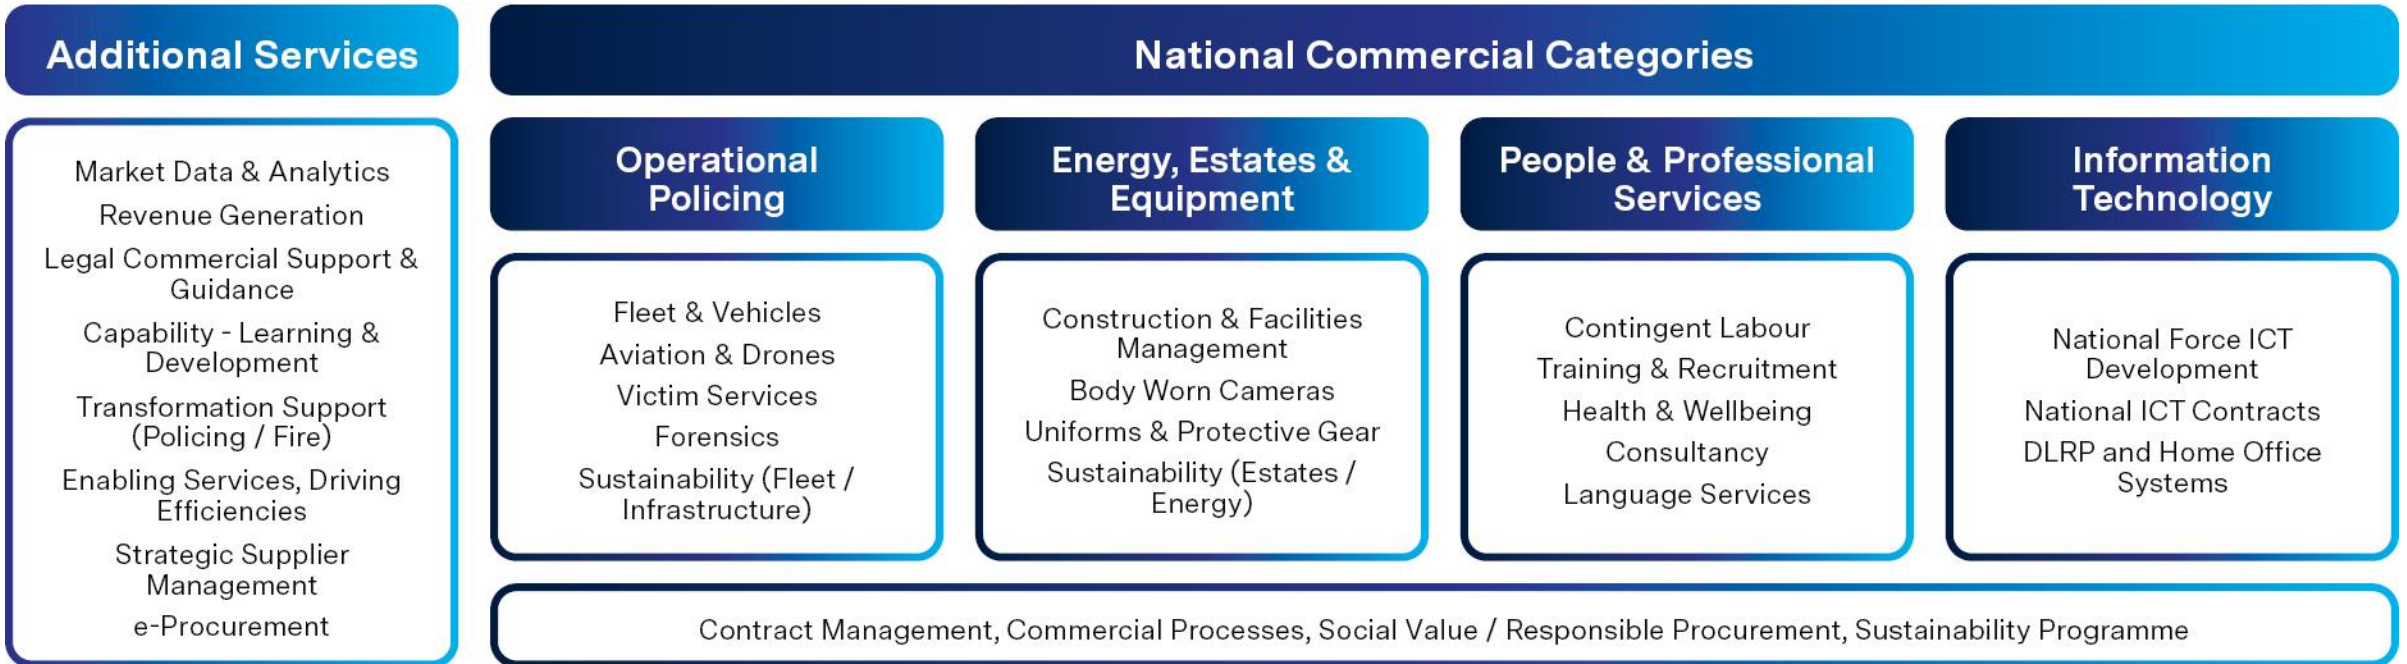 Additional Services
Market Data & Analytics
Revenue Generation
Legal Commercial Support &
Guidance
Capability - Learning &
Development
Transformation Support
(Policing / Fire)
Enabling Services, Driving
Efficiencies
Strategic Supplier
Management
e-Procurement
National Commercial Categories
Operational
Policing
Fleet & Vehicles
Aviation & Drones
Victim Services
Forensics
Sustainability (Fleet /
Infrastructure)
Energy, Estates &
Equipment
Construction & Facilities
Management
Body Worn Cameras
Uniforms & Protective Gear
Sustainability (Estates /
Energy)
People & Professional
Services
Contingent Labour
Training & Recruitment
Health & Wellbeing
Consultancy
Language Services
Information
Technology
National Force ICT
Development
National ICT Contracts
DLRP and Home Office
Systems
Contract Management, Commercial Processes, Social Value / Responsible Procurement, Sustainability Programme